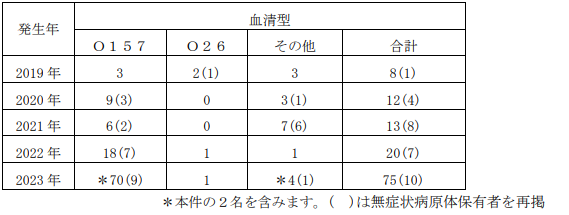 発生年 血清型
Ｏ１５７ Ｏ２６ その他 合計
2019 年 3 2(1) 3 8(1)
2020 年 9(3) 0 3(1) 12(4)
2021 年 6(2) 0 7(6) 13(8)
2022 年 18(7) 1 1 20(7)
2023 年 ＊70(9) 1 ＊4(1) 75(10)
＊本件の２名を含みます。(　)は無症状病原体保有者を再掲